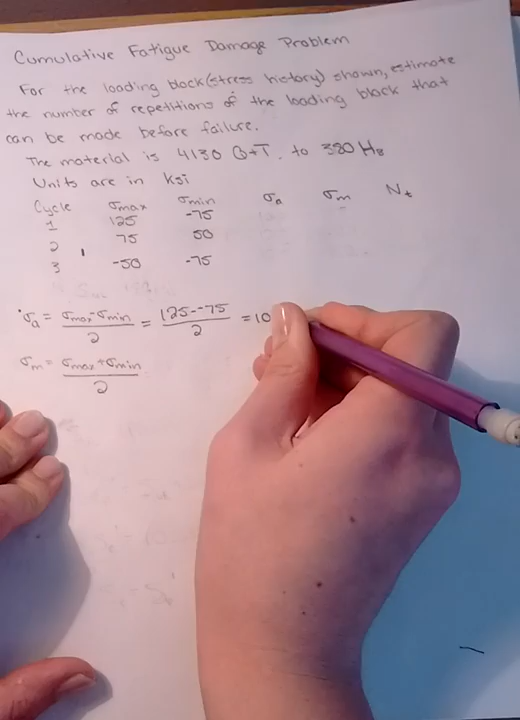 Cumulative Fatigue Damage Problem
For the loading block (stress history) shown, estimate
the number of repetitions of the loading block that
can be made before failure.
The material is 4130 Q+T. to 380 HB
Units are in ksi
Cycle σmax σmin σa σm Nt
1 125 -75
2 75 50
3 -50 -75
σa = σmax-σmin / 2 = 125--75 / 2 = 10
σm = σmax+σmin / 2